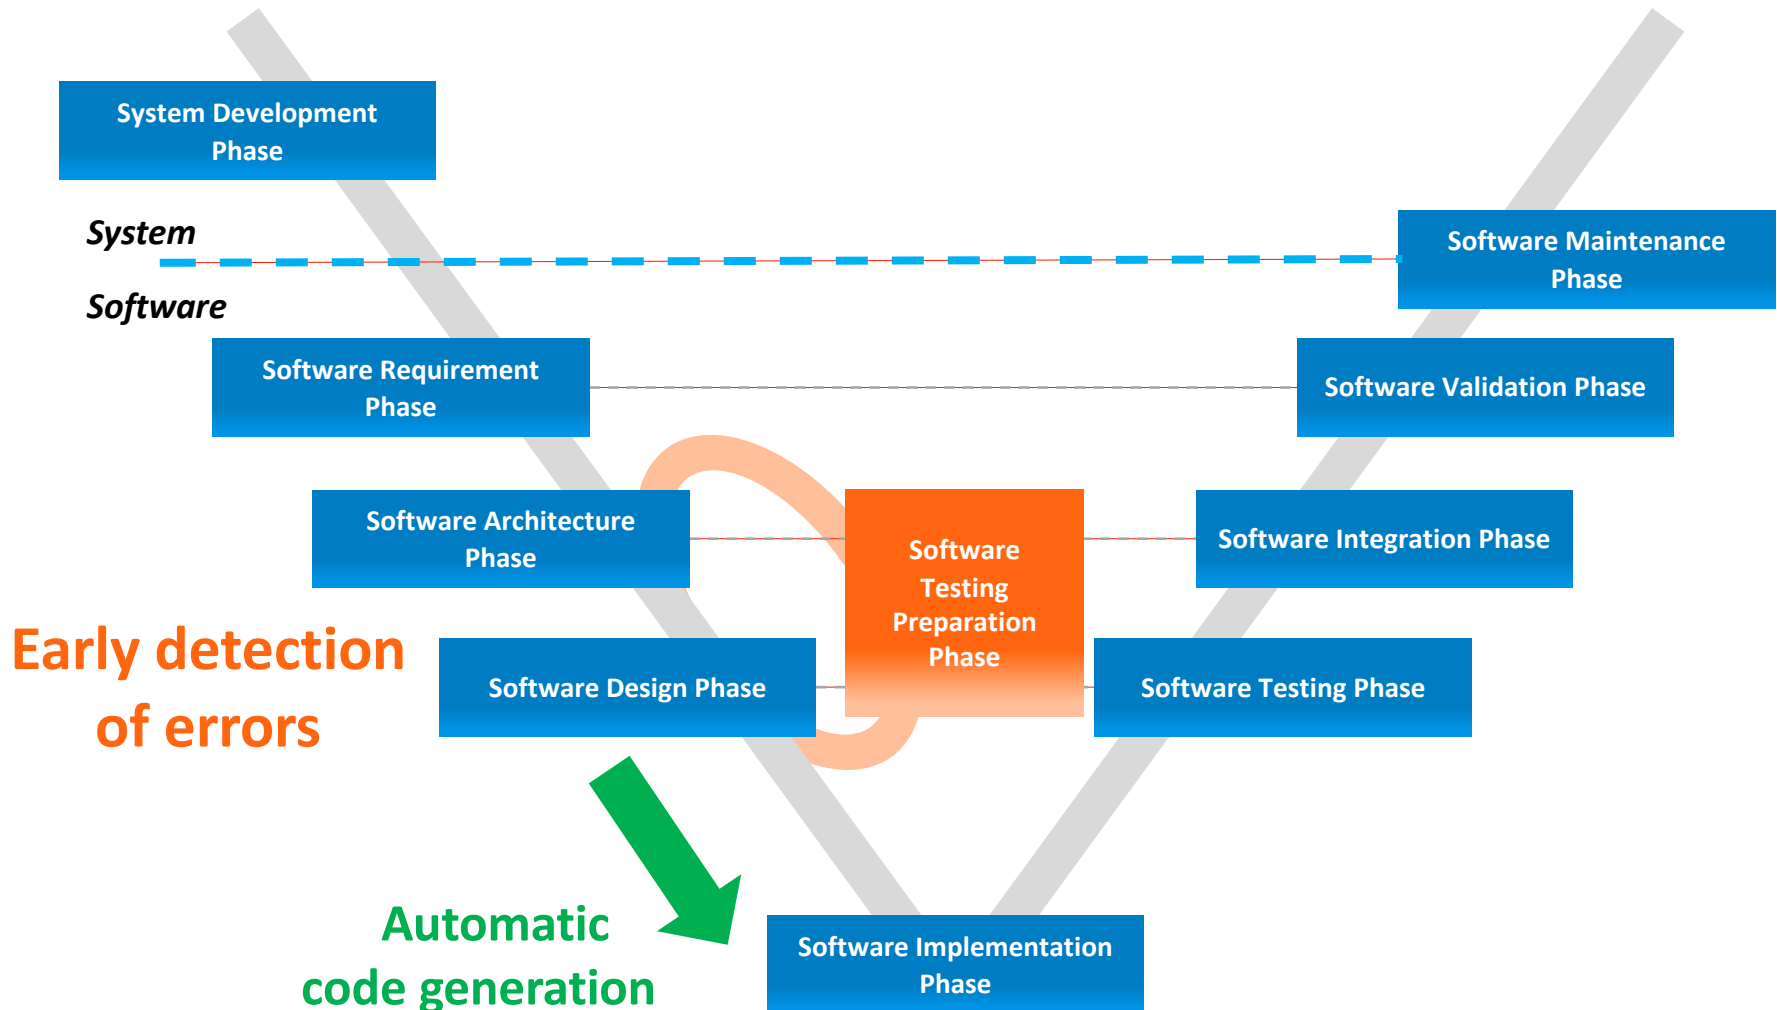 System Development
Phase
System
Software
Software Maintenance
Phase
Software Requirement
Phase
Software Validation Phase
Software Architecture
Phase
Software
Testing
Preparation
Phase
Software Integration Phase
Early detection
of errors
Software Design Phase
Software Testing Phase
Automatic
code generation
Software Implementation
Phase